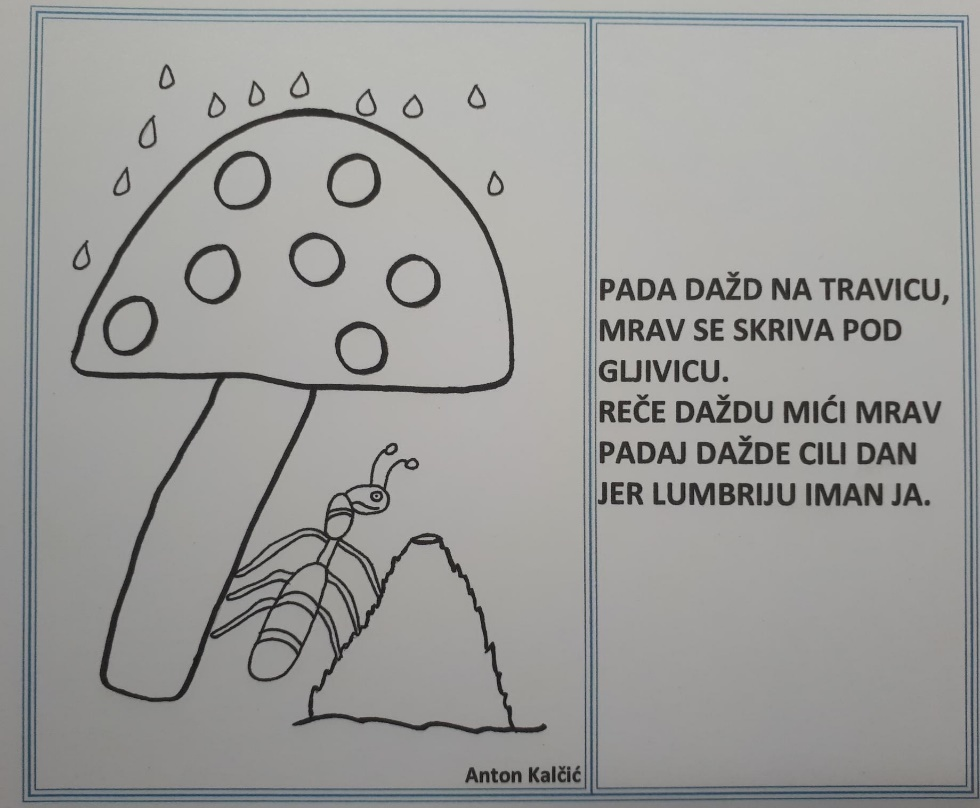 PADA DAŽD NA TRAVICU,
MRAV SE SKRIVA POD
GLJIVICU.
REČE DAŽDU MIĆI MRAV
PADAJ DAŽDE CILI DAN
JER LUMBRIJU IMAN JA.
Anton Kalčić